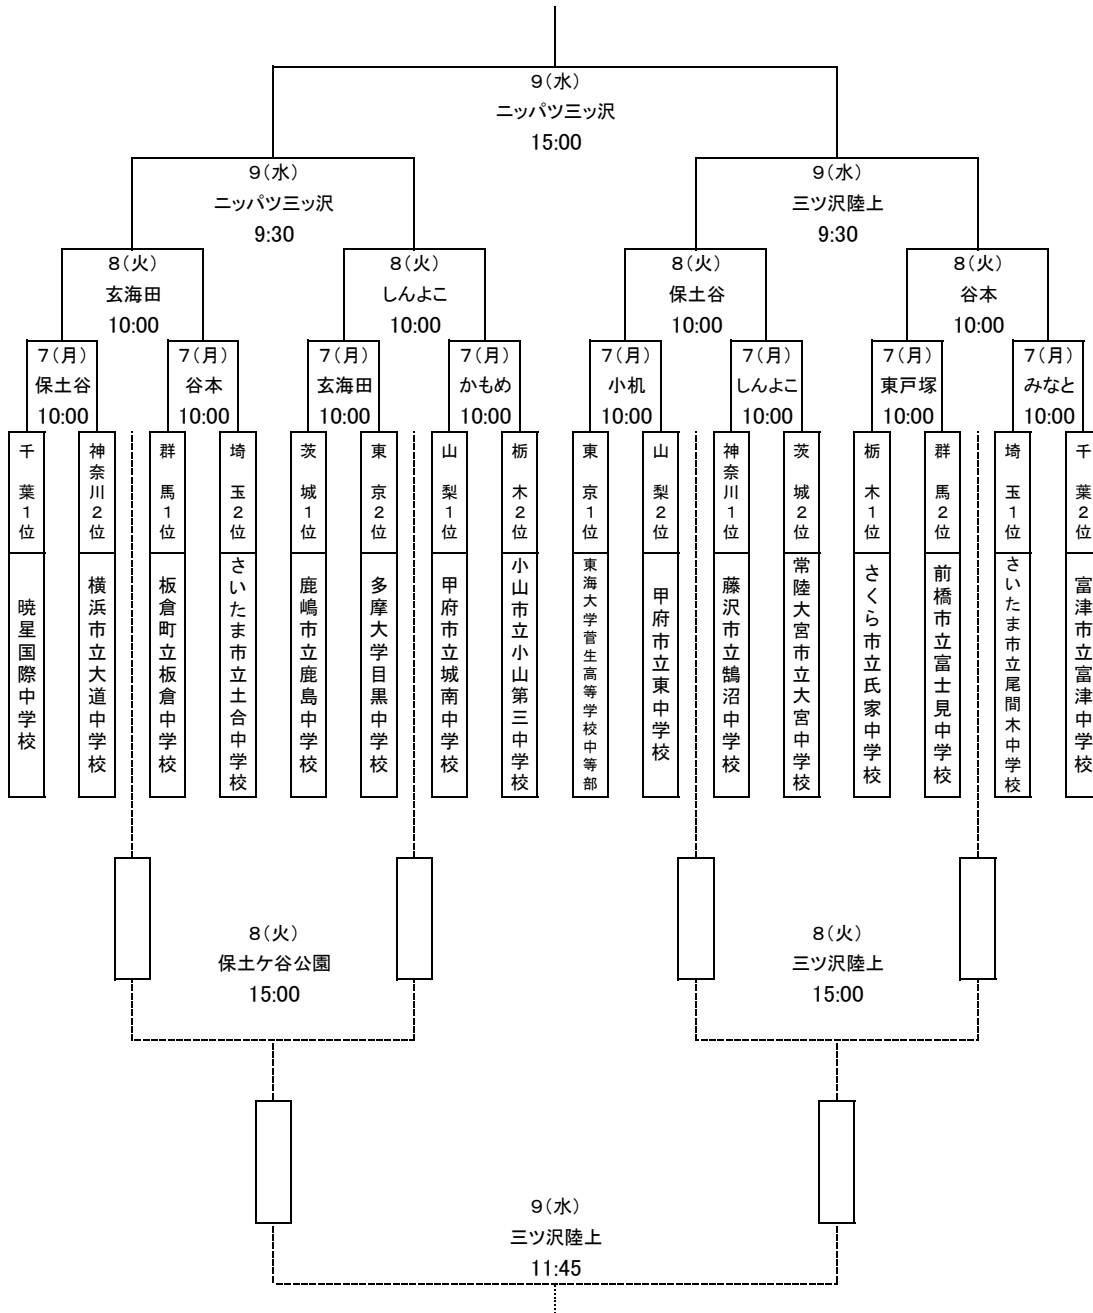 9(水)
ニッパツ三ッ沢
15:00
9(水)
ニッパツ三ッ沢
9:30
9(水)
三ツ沢陸上
9:30
8(火)
玄海田
10:00
8(火)
しんよこ
10:00
8(火)
保土谷
10:00
8(火)
谷本
10:00
7(月)
保土谷
10:00
7(月)
谷本
10:00
7(月)
玄海田
10:00
7(月)
かもめ
10:00
7(月)
小机
10:00
7(月)
しんよこ
10:00
7(月)
東戸塚
10:00
7(月)
みなと
10:00
千葉1位
神奈川2位
群馬1位
埼玉2位
茨城1位
東京2位
山梨1位
栃木2位
東京1位
山梨2位
神奈川1位
茨城2位
栃木1位
群馬2位
埼玉1位
千葉2位
暁星国際中学校
横浜市立大道中学校
板倉町立板倉中学校
さいたま市立土合中学校
鹿嶋市立鹿島中学校
多摩大学目黒中学校
甲府市立城南中学校
小山市立小山第三中学校
東海大学菅生高等学校中等部
甲府市立東中学校
藤沢市立鵠沼中学校
常陸大宮市立大宮中学校
さくら市立氏家中学校
前橋市立富士見中学校
さいたま市立尾間木中学校
富津市立富津中学校
8(火)
保土ケ谷公園
15:00
8(火)
三ツ沢陸上
15:00
9(水)
三ツ沢陸上
11:45